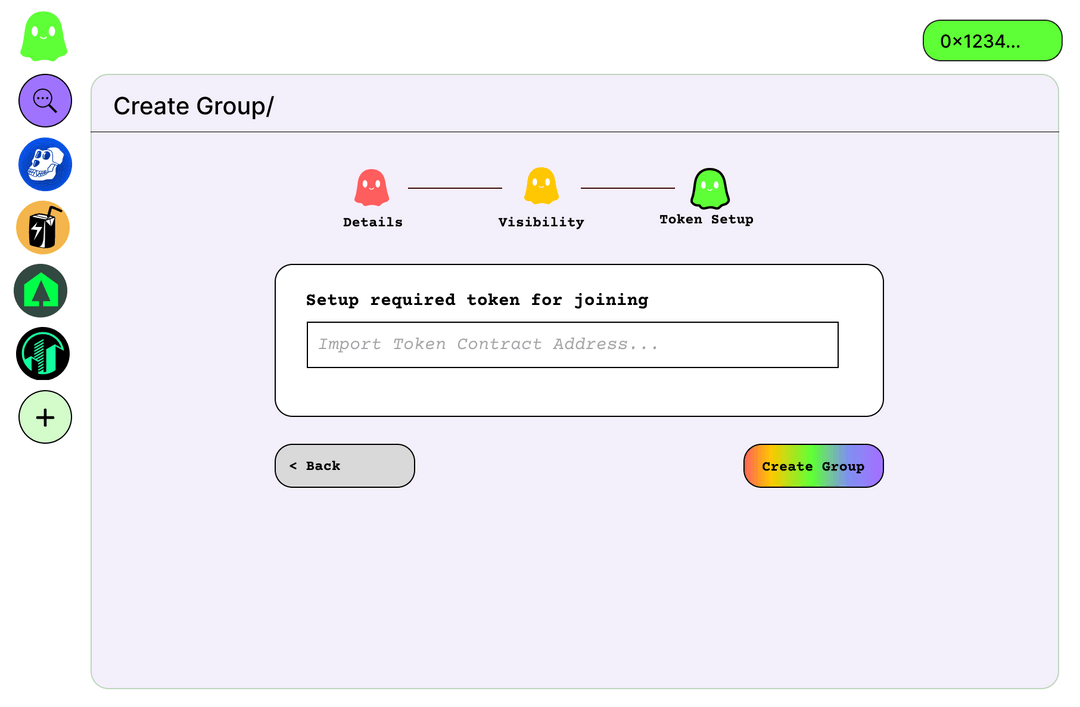 0×1234...
Create Group/
Details
Visibility
Token Setup
Setup required token for joining
Import Token Contract Address...
< Back
Create Group